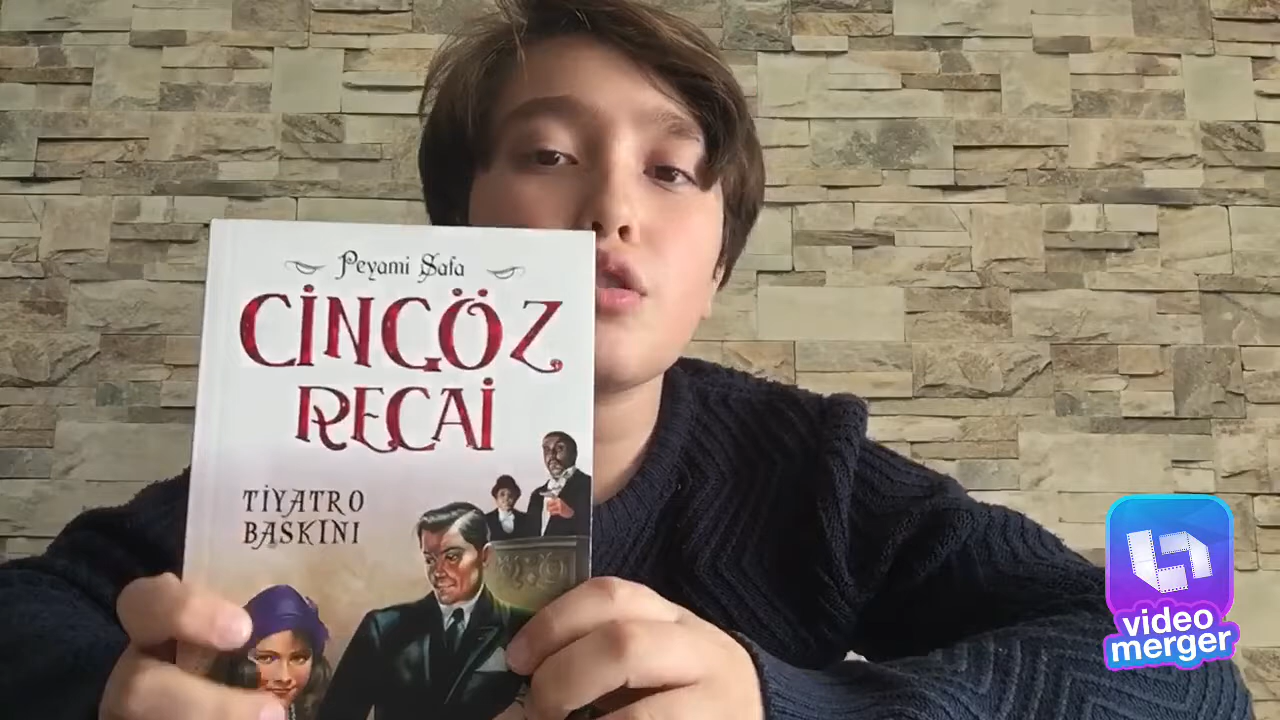 Peyami Safa
CİNGÖZ
RECAİ
TİYATRO
BASKINI
video
merger